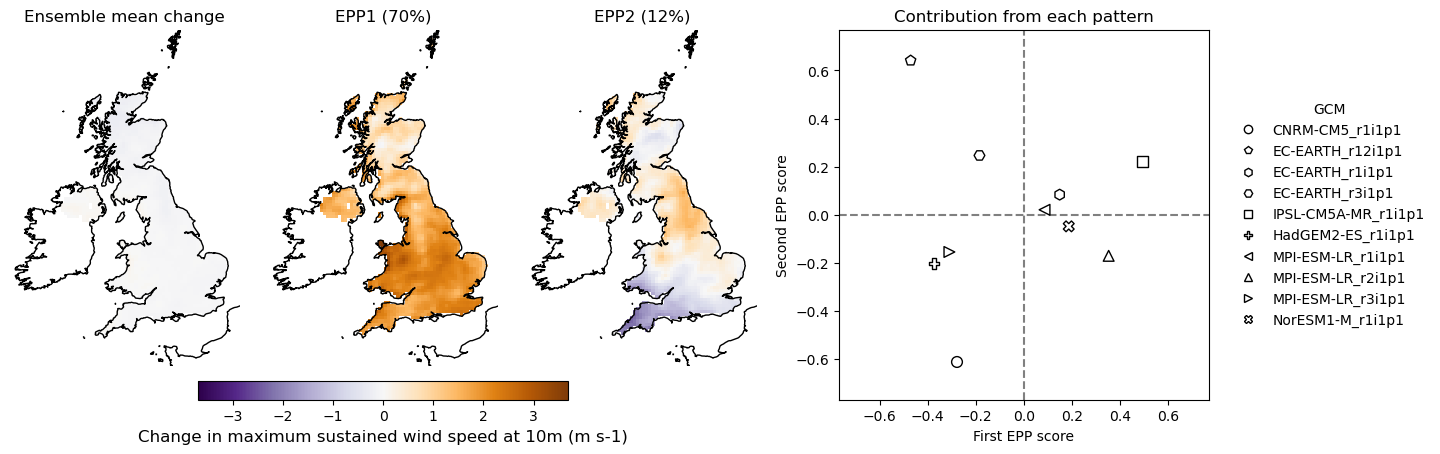 Ensemble mean change
EPP1 (70%)
EPP2 (12%)
−3 −2 −1 0 1 2 3
Change in maximum sustained wind speed at 10m (m s-1)
Contribution from each pattern
Second EPP score
0.6
0.4
0.2
0.0
−0.2
−0.4
−0.6
−0.6 −0.4 −0.2 0.0 0.2 0.4 0.6
First EPP score
GCM
CNRM-CM5_r1i1p1
EC-EARTH_r12i1p1
EC-EARTH_r1i1p1
EC-EARTH_r3i1p1
IPSL-CM5A-MR_r1i1p1
HadGEM2-ES_r1i1p1
MPI-ESM-LR_r1i1p1
MPI-ESM-LR_r2i1p1
MPI-ESM-LR_r3i1p1
NorESM1-M_r1i1p1